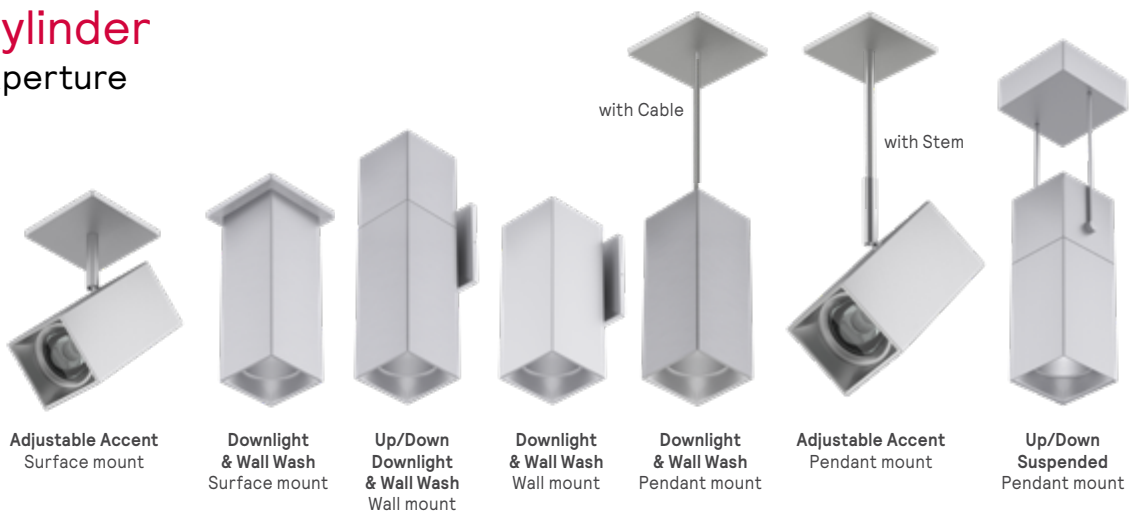 ylinder
perture
with Cable
with Stem
Adjustable Accent
Surface mount
Downlight
& Wall Wash
Surface mount
Up/Down
Downlight
& Wall Wash
Wall mount
Downlight
& Wall Wash
Wall mount
Downlight
& Wall Wash
Pendant mount
Adjustable Accent
Pendant mount
Up/Down
Suspended
Pendant mount